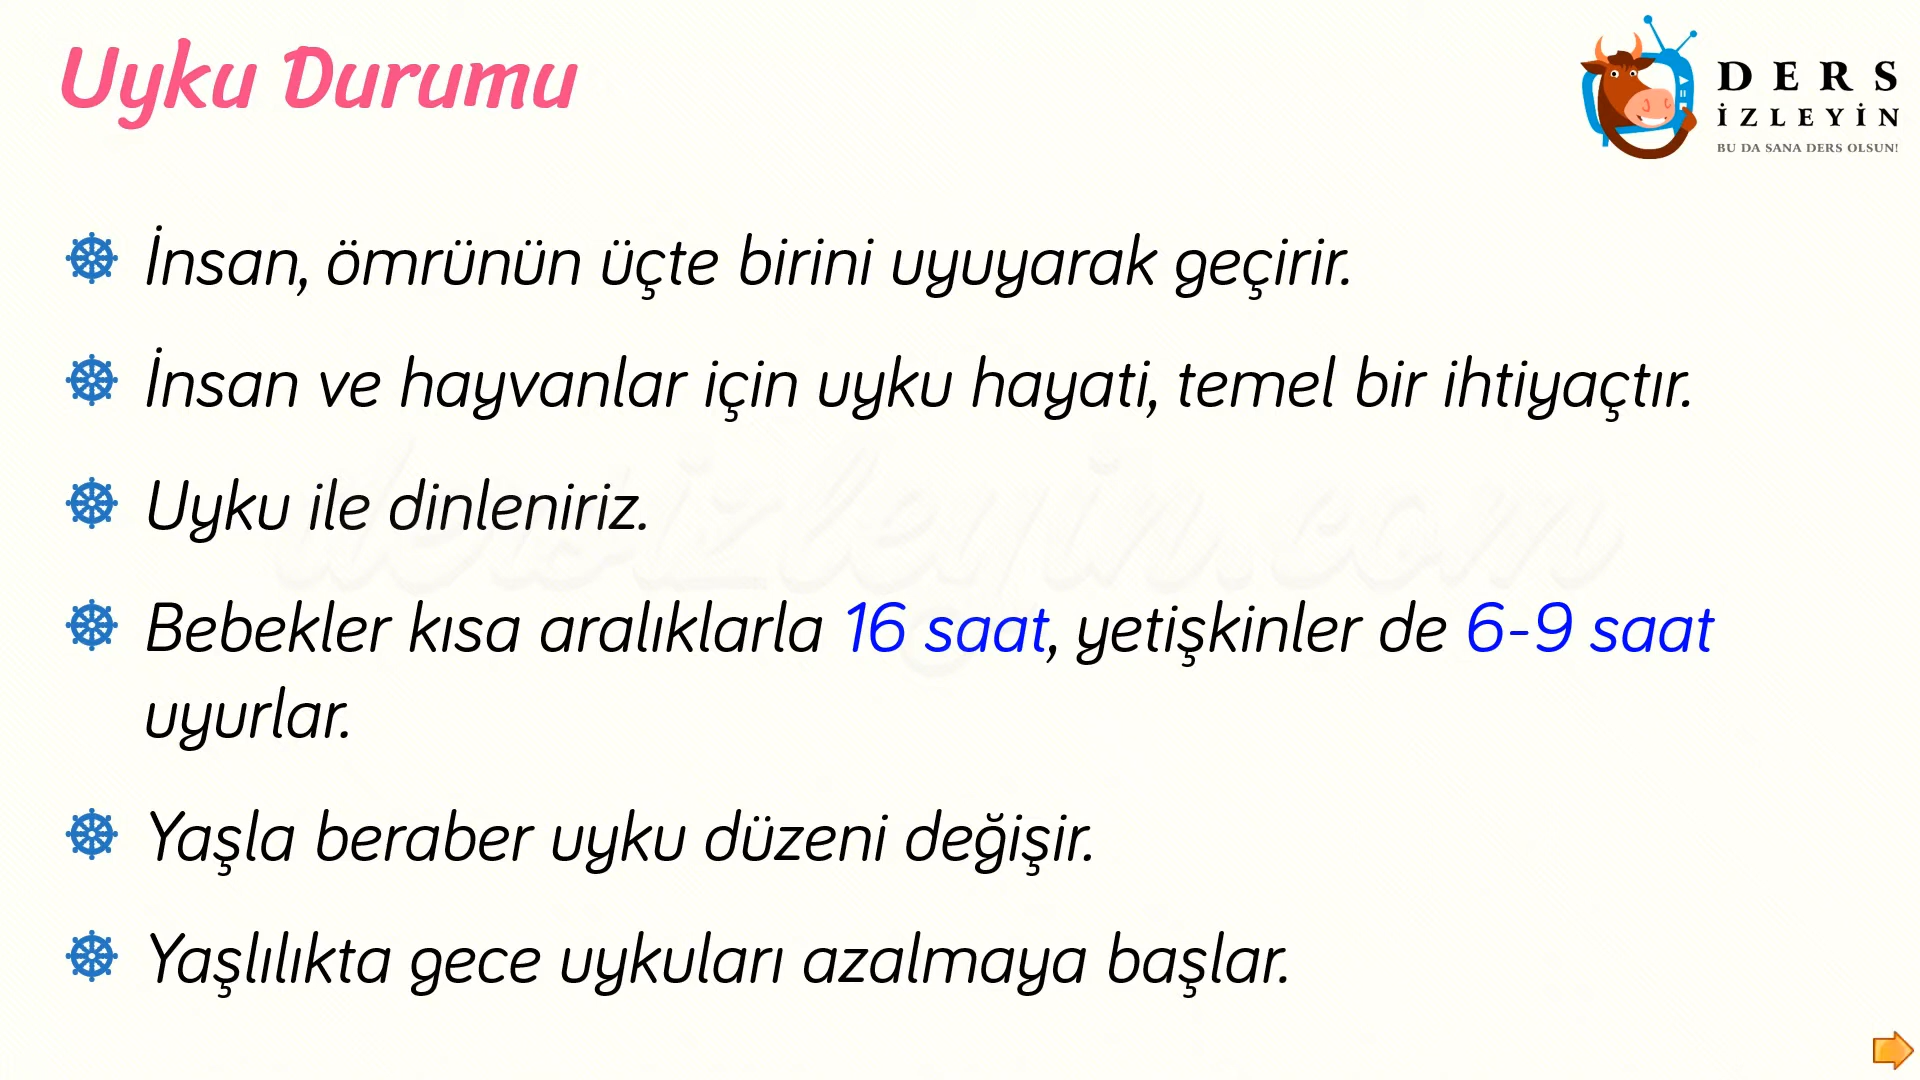 Uyku Durumu
DERS
İZLEYİN
BU DA SANA DERS OLSUN!
İnsan, ömrünün üçte birini uyuyarak geçirir.
İnsan ve hayvanlar için uyku hayati, temel bir ihtiyaçtır.
Uyku ile dinleniriz.
dersizleyin.com
Bebekler kısa aralıklarla 16 saat, yetişkinler de 6-9 saat
uyurlar.
Yaşla beraber uyku düzeni değişir.
Yaşlılıkta gece uykuları azalmaya başlar.